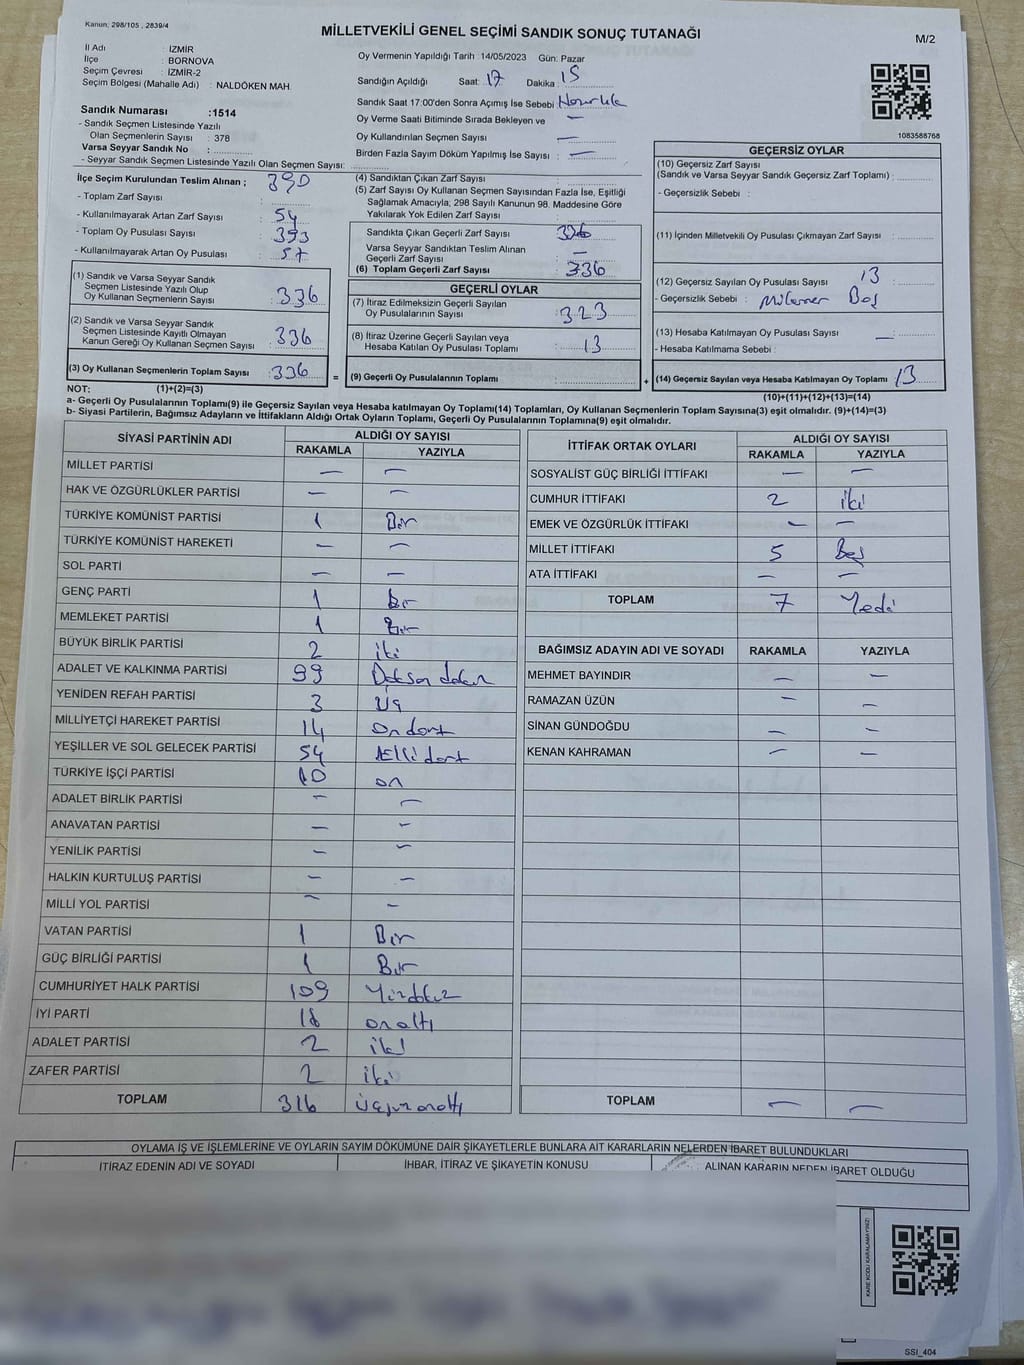 Kanun; 298/105 , 2839/4
MİLLETVEKİLİ GENEL SEÇİMİ SANDIK SONUÇ TUTANAĞI
M/2
İl Adı : İZMİR
İlçe : BORNOVA
Seçim Çevresi : İZMİR-2
Seçim Bölgesi (Mahalle Adı) : NALDÖKEN MAH.
Sandık Numarası :1514
- Sandık Seçmen Listesinde Yazılı
Olan Seçmenlerin Sayısı : 378
Varsa Seyyar Sandık No :
- Seyyar Sandık Seçmen Listesinde Yazılı Olan Seçmen Sayısı:
Oy Vermenin Yapıldığı Tarih :14/05/2023 Gün: Pazar
Sandığın Açıldığı Saat: 17 Dakika : 15
Sandık Saat 17:00'den Sonra Açımış İse Sebebi :
Oy Verme Saati Bitiminde Sırada Bekleyen ve —
Oy Kullandırılan Seçmen Sayısı : —
Birden Fazla Sayım Döküm Yapılmış İse Sayısı : —
1083588768
İlçe Seçim Kurulundan Teslim Alınan ; 390
- Toplam Zarf Sayısı :
- Kullanılmayarak Artan Zarf Sayısı : 54
- Toplam Oy Pusulası Sayısı : 393
- Kullanılmayarak Artan Oy Pusulası : 57
(1) Sandık ve Varsa Seyyar Sandık
Seçmen Listesinde Yazılı Olup
Oy Kullanan Seçmenlerin Sayısı : 336
(2) Sandık ve Varsa Seyyar Sandık
Seçmen Listesinde Kayıtlı Olmayan
Kanun Gereği Oy Kullanan Seçmen Sayısı : 336
(3) Oy Kullanan Seçmenlerin Toplam Sayısı : 336
(4) Sandıktan Çıkan Zarf Sayısı :
(5) Zarf Sayısı Oy Kullanan Seçmen Sayısından Fazla İse, Eşitliği
Sağlamak Amacıyla, 298 Sayılı Kanunun 98. Maddesine Göre
Yakılarak Yok Edilen Zarf Sayısı :
Sandıkta Çıkan Geçerli Zarf Sayısı :
Varsa Seyyar Sandıktan Teslim Alınan
Geçerli Zarf Sayısı : —
(6) Toplam Geçerli Zarf Sayısı : 336
GEÇERLİ OYLAR
(7) İtiraz Edilmeksizin Geçerli Sayılan
Oy Pusulalarının Sayısı : 323
(8) İtiraz Üzerine Geçerli Sayılan veya
Hesaba Katılan Oy Pusulası Toplamı : 13
= (9) Geçerli Oy Pusulalarının Toplamı : +
GEÇERSİZ OYLAR
(10) Geçersiz Zarf Sayısı
(Sandık ve Varsa Seyyar Sandık Geçersiz Zarf Toplamı) :
- Geçersizlik Sebebi :
(11) İçinden Milletvekili Oy Pusulası Çıkmayan Zarf Sayısı :
(12) Geçersiz Sayılan Oy Pusulası Sayısı : 13
- Geçersizlik Sebebi :
(13) Hesaba Katılmayan Oy Pusulası Sayısı : —
- Hesaba Katılmama Sebebi :
(14) Geçersiz Sayılan veya Hesaba Katılmayan Oy Toplamı : 13
NOT: (1)+(2)=(3)
(10)+(11)+(12)+(13)=(14)
a- Geçerli Oy Pusulalarının Toplamı(9) ile Geçersiz Sayılan veya Hesaba katılmayan Oy Toplamı(14) Toplamları, Oy Kullanan Seçmenlerin Toplam Sayısına(3) eşit olmalıdır. (9)+(14)=(3)
b- Siyasi Partilerin, Bağımsız Adayların ve İttifakların Aldığı Ortak Oyların Toplamı, Geçerli Oy Pusulalarının Toplamına(9) eşit olmalıdır.
SİYASİ PARTİNİN ADI ALDIĞI OY SAYISI
RAKAMLA YAZIYLA
MİLLET PARTİSİ — —
HAK VE ÖZGÜRLÜKLER PARTİSİ — —
TÜRKİYE KOMÜNİST PARTİSİ 1 Bir
TÜRKİYE KOMÜNİST HAREKETİ — —
SOL PARTİ — —
GENÇ PARTİ 1 Bir
MEMLEKET PARTİSİ 1 Bir
BÜYÜK BİRLİK PARTİSİ 2 iki
ADALET VE KALKINMA PARTİSİ 99 Doksan dokuz
YENİDEN REFAH PARTİSİ 3 Üç
MİLLİYETÇİ HAREKET PARTİSİ 14 On dört
YEŞİLLER VE SOL GELECEK PARTİSİ 54 Elli dört
TÜRKİYE İŞÇİ PARTİSİ 10 on
ADALET BİRLİK PARTİSİ — —
ANAVATAN PARTİSİ — —
YENİLİK PARTİSİ — —
HALKIN KURTULUŞ PARTİSİ — —
MİLLİ YOL PARTİSİ — —
VATAN PARTİSİ 1 Bir
GÜÇ BİRLİĞİ PARTİSİ 1 Bir
CUMHURİYET HALK PARTİSİ 109 Yüzdokuz
İYİ PARTİ onaltı
ADALET PARTİSİ 2 iki
ZAFER PARTİSİ 2 iki
TOPLAM 316 üçyüz onaltı
İTTİFAK ORTAK OYLARI ALDIĞI OY SAYISI
RAKAMLA YAZIYLA
SOSYALİST GÜÇ BİRLİĞİ İTTİFAKI — —
CUMHUR İTTİFAKI 2 iki
EMEK VE ÖZGÜRLÜK İTTİFAKI — —
MİLLET İTTİFAKI 5 Beş
ATA İTTİFAKI — —
TOPLAM 7 Yedi
BAĞIMSIZ ADAYIN ADI VE SOYADI RAKAMLA YAZIYLA
MEHMET BAYINDIR — —
RAMAZAN ÜZÜN — —
SİNAN GÜNDOĞDU — —
KENAN KAHRAMAN — —
TOPLAM — —
OYLAMA İŞ VE İŞLEMLERİNE VE OYLARIN SAYIM DÖKÜMÜNE DAİR ŞİKAYETLERLE BUNLARA AİT KARARLARIN NELERDEN İBARET BULUNDUKLARI
İTİRAZ EDENİN ADI VE SOYADI İHBAR, İTİRAZ VE ŞİKAYETİN KONUSU ALINAN KARARIN NEDEN İBARET OLDUĞU
KARE KODU KARALAMAYINIZ!
SSİ_404